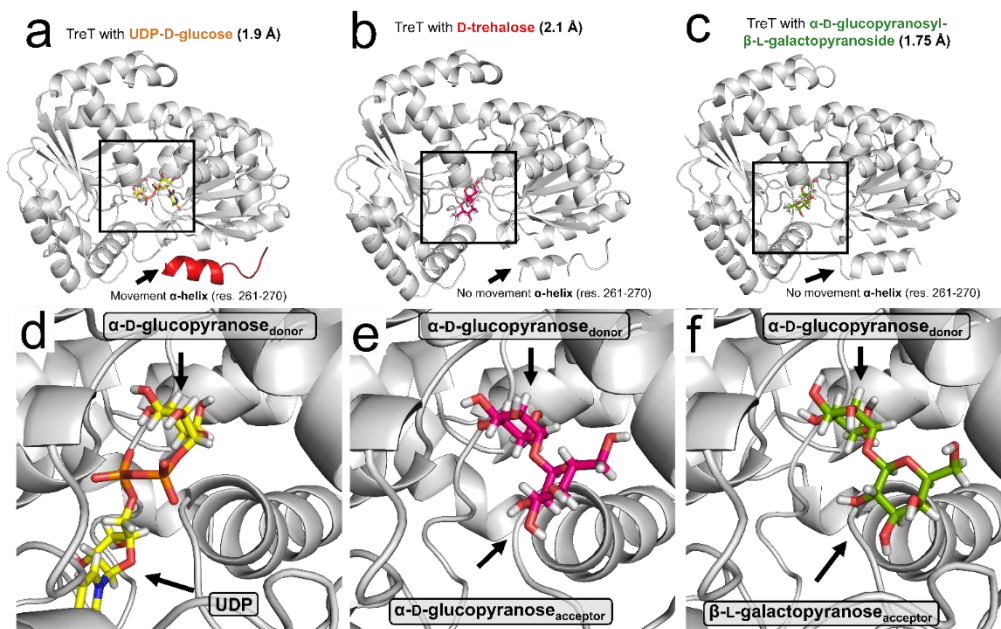 a
TreT with UDP-D-glucose (1.9 Å)
b
TreT with D-trehalose (2.1 Å)
c
TreT with α-D-glucopyranosyl-
β-L-galactopyranoside (1.75 Å)
Movement α-helix (res. 261-270)
No movement α-helix (res. 261-270)
No movement α-helix (res. 261-270)
d
α-D-glucopyranosedonor
UDP
e
α-D-glucopyranosedonor
α-D-glucopyranoseacceptor
f
α-D-glucopyranosedonor
β-L-galactopyranoseacceptor